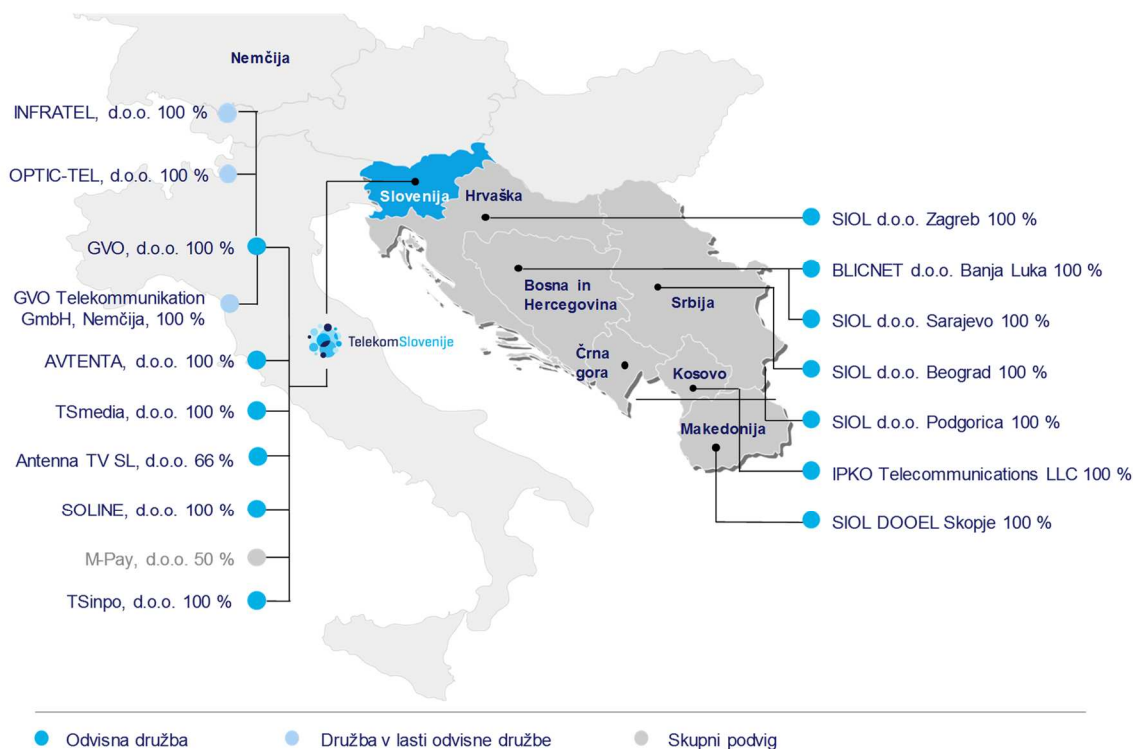 Nemčija
INFRATEL, d.o.o. 100 %
OPTIC-TEL, d.o.o. 100 %
GVO, d.o.o. 100 %
GVO Telekommunikation
GmbH, Nemčija, 100 %
AVTENTA, d.o.o. 100 %
TSmedia, d.o.o. 100 %
Antenna TV SL, d.o.o. 66 %
SOLINE, d.o.o. 100 %
M-Pay, d.o.o. 50 %
TSinpo, d.o.o. 100 %
TelekomSlovenije
Slovenija
Hrvaška
Bosna in
Hercegovina
Srbija
Črna
gora
Kosovo
Makedonija
SIOL d.o.o. Zagreb 100 %
BLICNET d.o.o. Banja Luka 100 %
SIOL d.o.o. Sarajevo 100 %
SIOL d.o.o. Beograd 100 %
SIOL d.o.o. Podgorica 100 %
IPKO Telecommunications LLC 100 %
SIOL DOOEL Skopje 100 %
Odvisna družba
Družba v lasti odvisne družbe
Skupni podvig